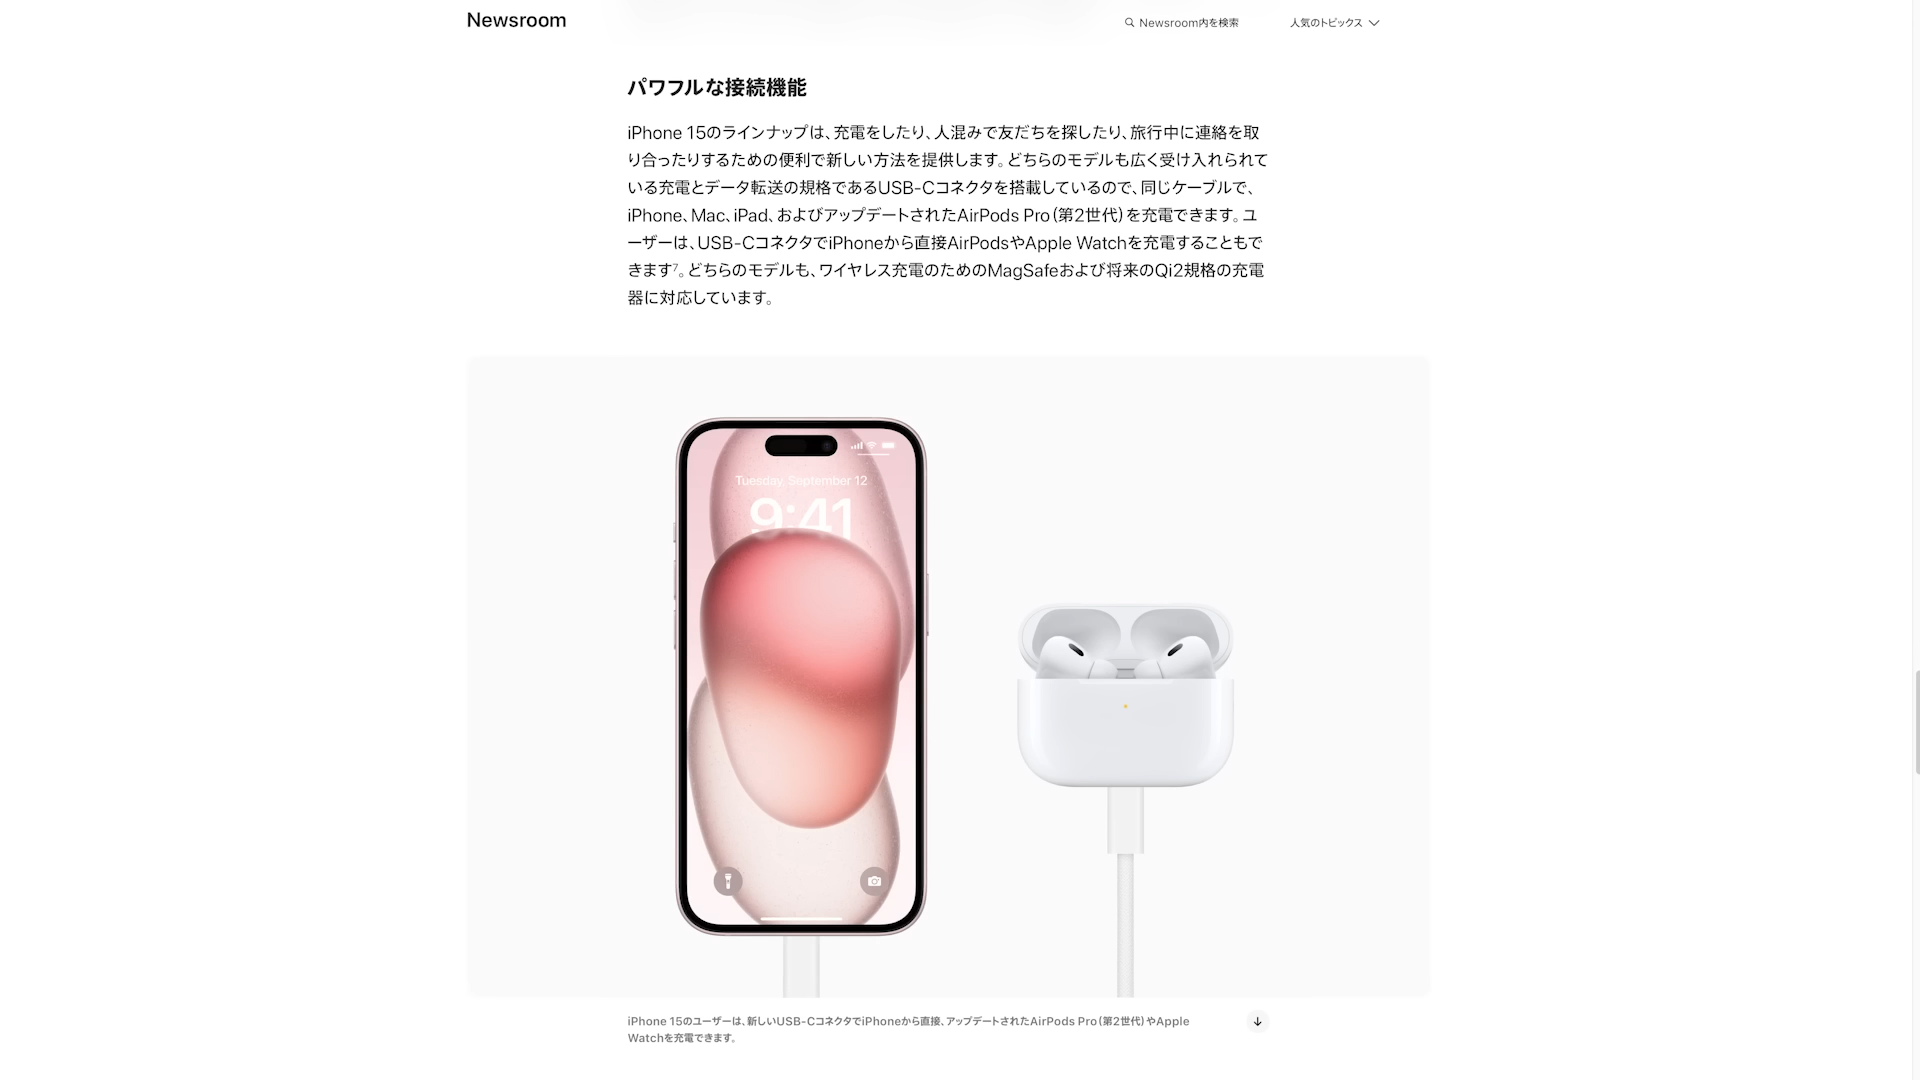 Newsroom
Newsroom内を検索
人気のトピックス
パワフルな接続機能
iPhone 15のラインナップは、充電をしたり、人混みで友だちを探したり、旅行中に連絡を取
り合ったりするための便利で新しい方法を提供します。どちらのモデルも広く受け入れられて
いる充電とデータ転送の規格であるUSB-Cコネクタを搭載しているので、同じケーブルで、
iPhone、Mac、iPad、およびアップデートされたAirPods Pro（第2世代）を充電できます。ユ
ーザーは、USB-CコネクタでiPhoneから直接AirPodsやApple Watchを充電することもで
きます7。どちらのモデルも、ワイヤレス充電のためのMagSafeおよび将来のQi2規格の充電
器に対応しています。
Tuesday, September 12
9:41
iPhone 15のユーザーは、新しいUSB-CコネクタでiPhoneから直接、アップデートされたAirPods Pro（第2世代）やApple
Watchを充電できます。